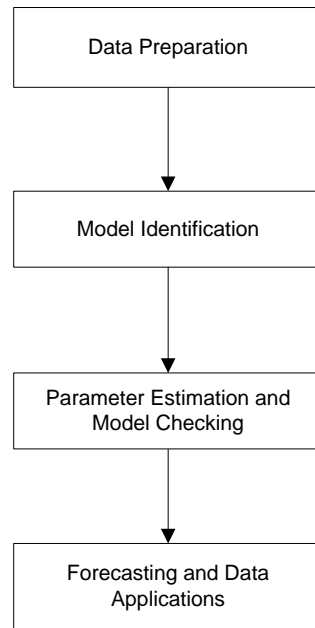 Data Preparation
Model Identification
Parameter Estimation and
Model Checking
Forecasting and Data
Applications